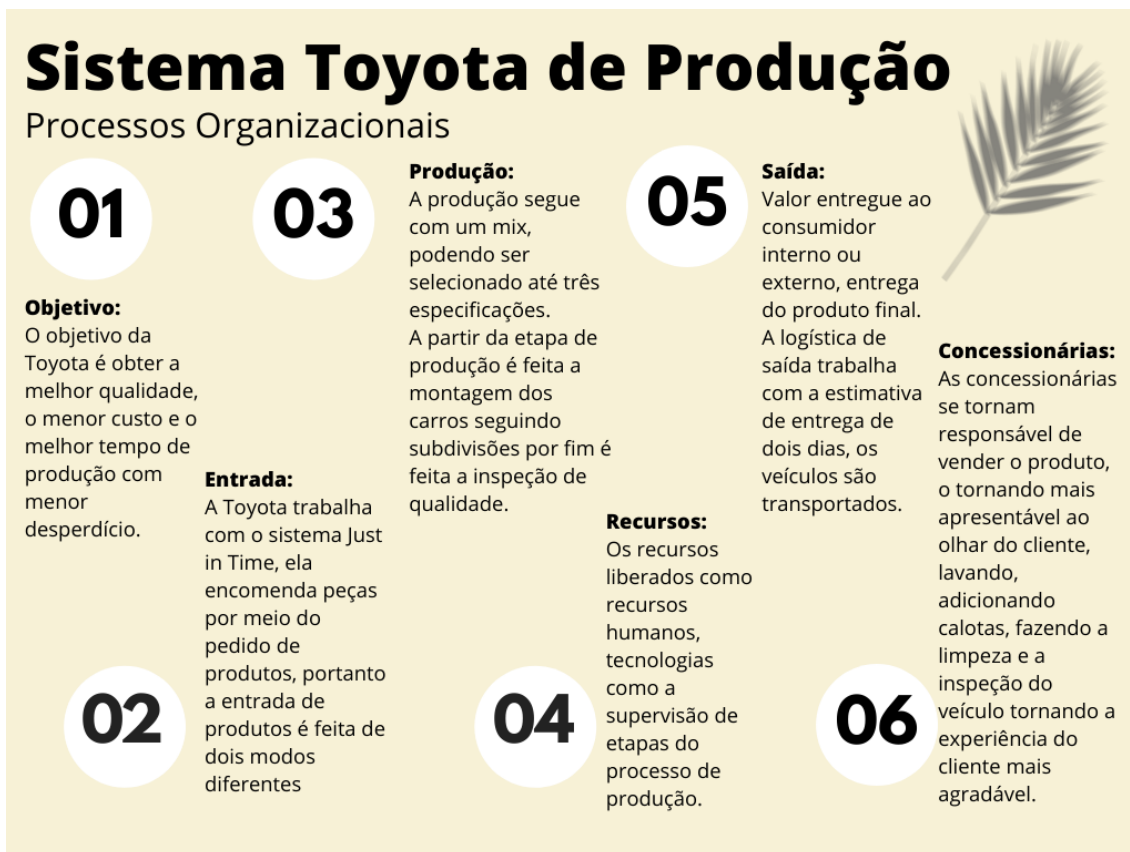 Sistema Toyota de Produção
Processos Organizacionais
01
Objetivo:
O objetivo da
Toyota é obter a
melhor qualidade,
o menor custo e o
melhor tempo de
produção com
menor
desperdício.
02
Entrada:
A Toyota trabalha
com o sistema Just
in Time, ela
encomenda peças
por meio do
pedido de
produtos, portanto
a entrada de
produtos é feita de
dois modos
diferentes
03
Produção:
A produção segue
com um mix,
podendo ser
selecionado até três
especificações.
A partir da etapa de
produção é feita a
montagem dos
carros seguindo
subdivisões por fim é
feita a inspeção de
qualidade.
04
Recursos:
Os recursos
liberados como
recursos
humanos,
tecnologias
como a
supervisão de
etapas do
processo de
produção.
05
Saída:
Valor entregue ao
consumidor
interno ou
externo, entrega
do produto final.
A logística de
saída trabalha
com a estimativa
de entrega de
dois dias, os
veículos são
transportados.
06
Concessionárias:
As concessionárias
se tornam
responsável de
vender o produto,
o tornando mais
apresentável ao
olhar do cliente,
lavando,
adicionando
calotas, fazendo a
limpeza e a
inspeção do
veículo tornando a
experiência do
cliente mais
agradável.